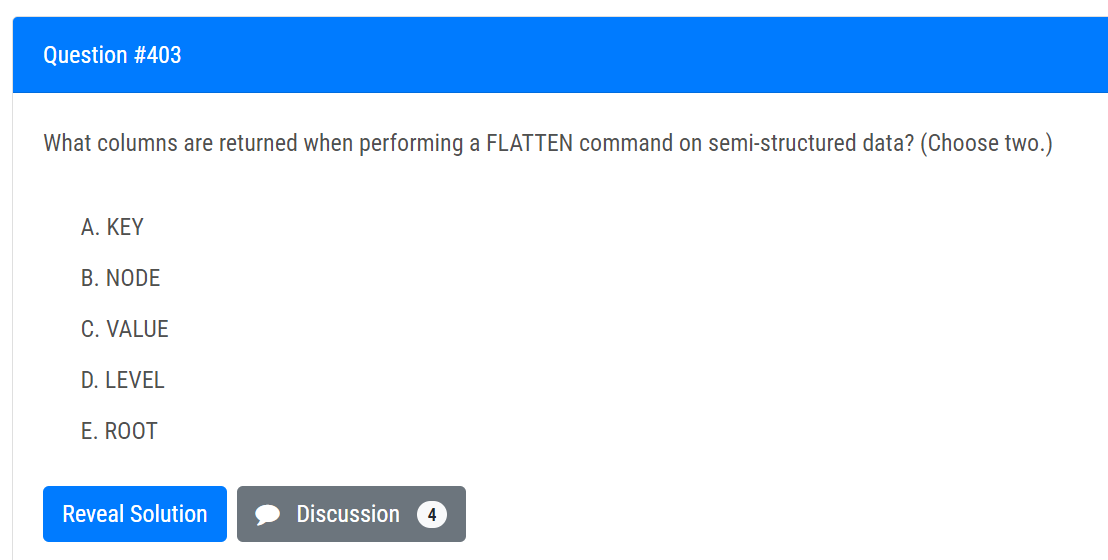 Question #403
What columns are returned when performing a FLATTEN command on semi-structured data? (Choose two.)
A. KEY
B. NODE
C. VALUE
D. LEVEL
E. ROOT
Reveal Solution Discussion 4